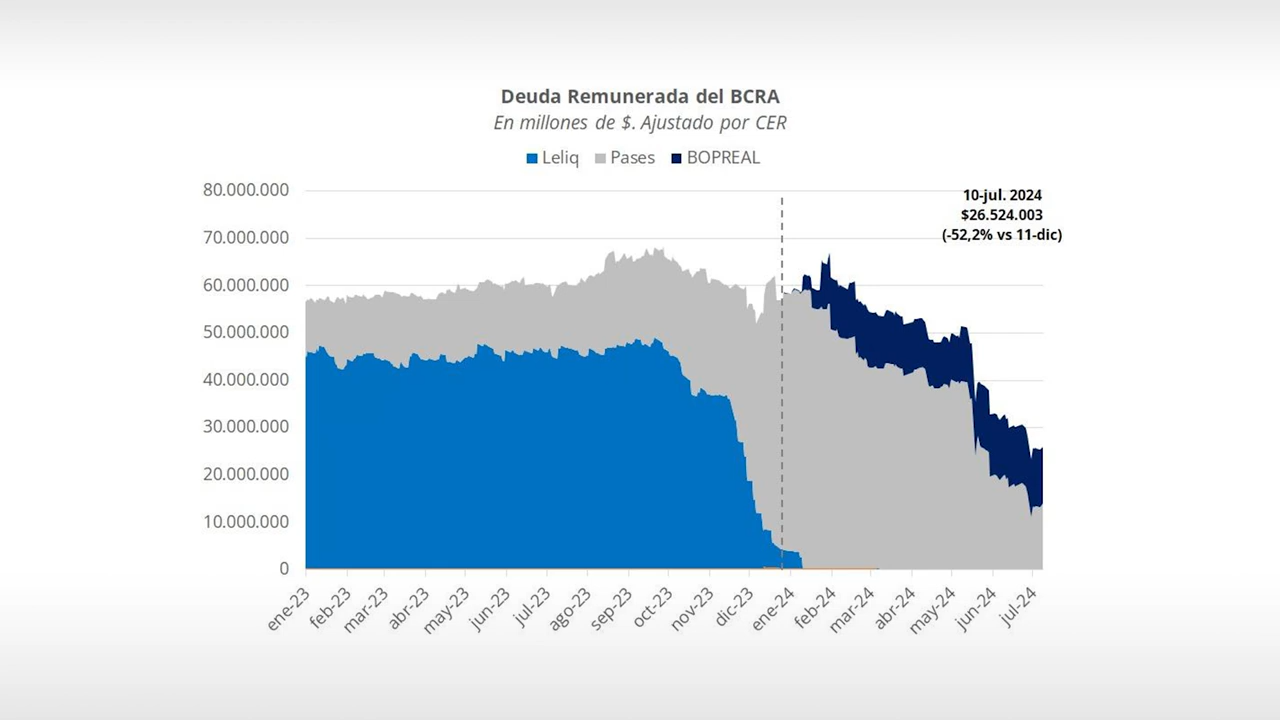 Deuda Remunerada del BCRA
En millones de $. Ajustado por CER
Leliq Pases BOPREAL
10-jul. 2024
$26.524.003
(-52,2% vs 11-dic)
80.000.000
70.000.000
60.000.000
50.000.000
40.000.000
30.000.000
20.000.000
10.000.000
0
ene-23 feb-23 mar-23 abr-23 may-23 jun-23 jul-23 ago-23 sep-23 oct-23 nov-23 dic-23 ene-24 feb-24 mar-24 abr-24 may-24 jun-24 jul-24